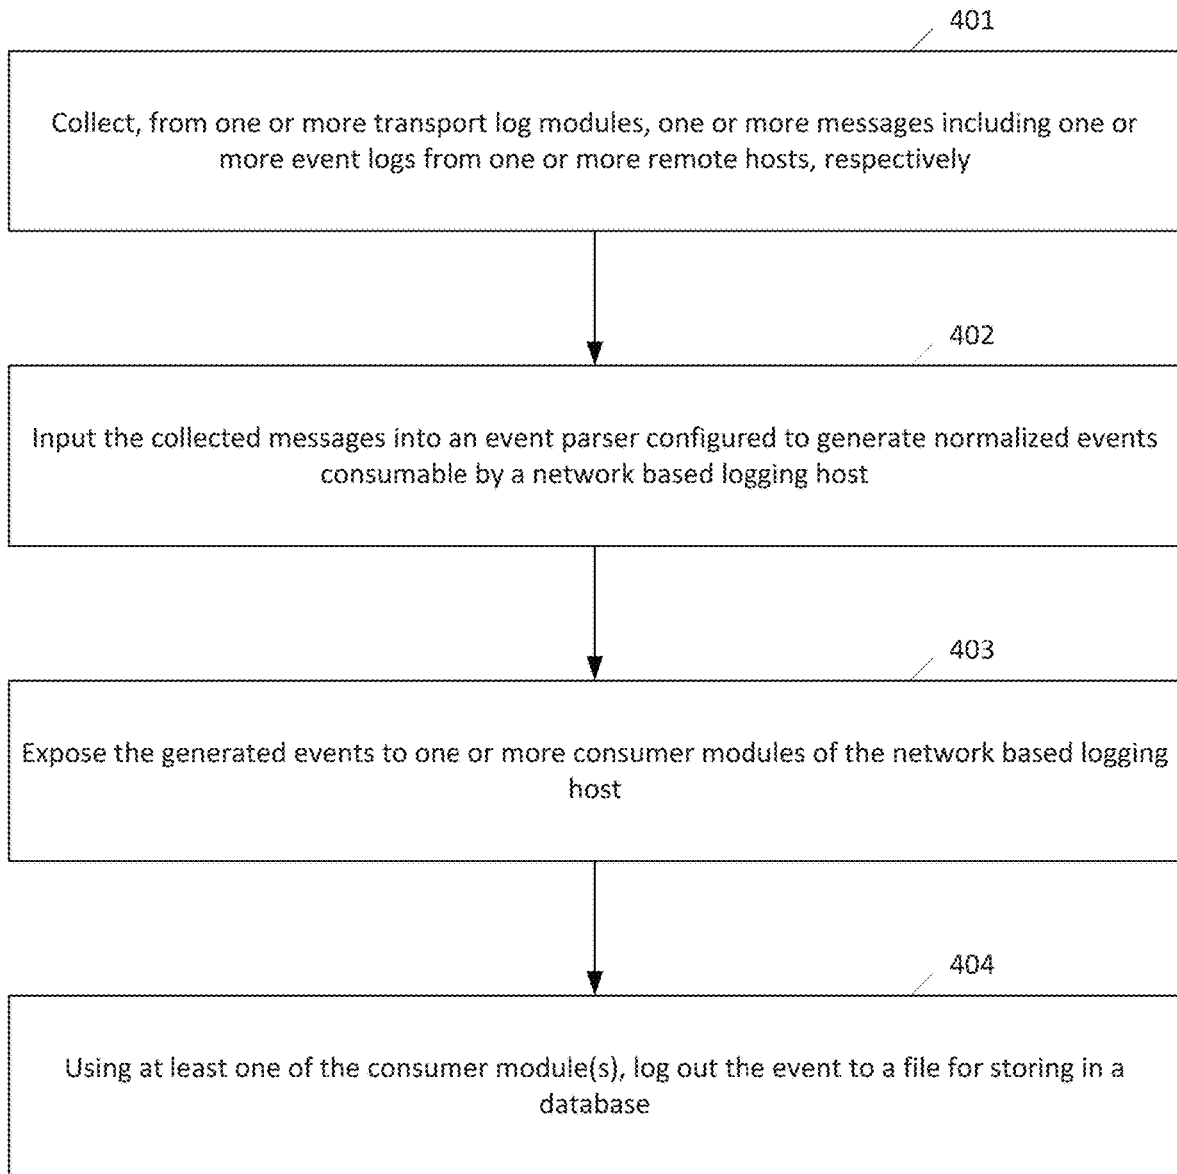 401
Collect, from one or more transport log modules, one or more messages including one or
more event logs from one or more remote hosts, respectively
402
Input the collected messages into an event parser configured to generate normalized events
consumable by a network based logging host
403
Expose the generated events to one or more consumer modules of the network based logging
host
404
Using at least one of the consumer module(s), log out the event to a file for storing in a
database